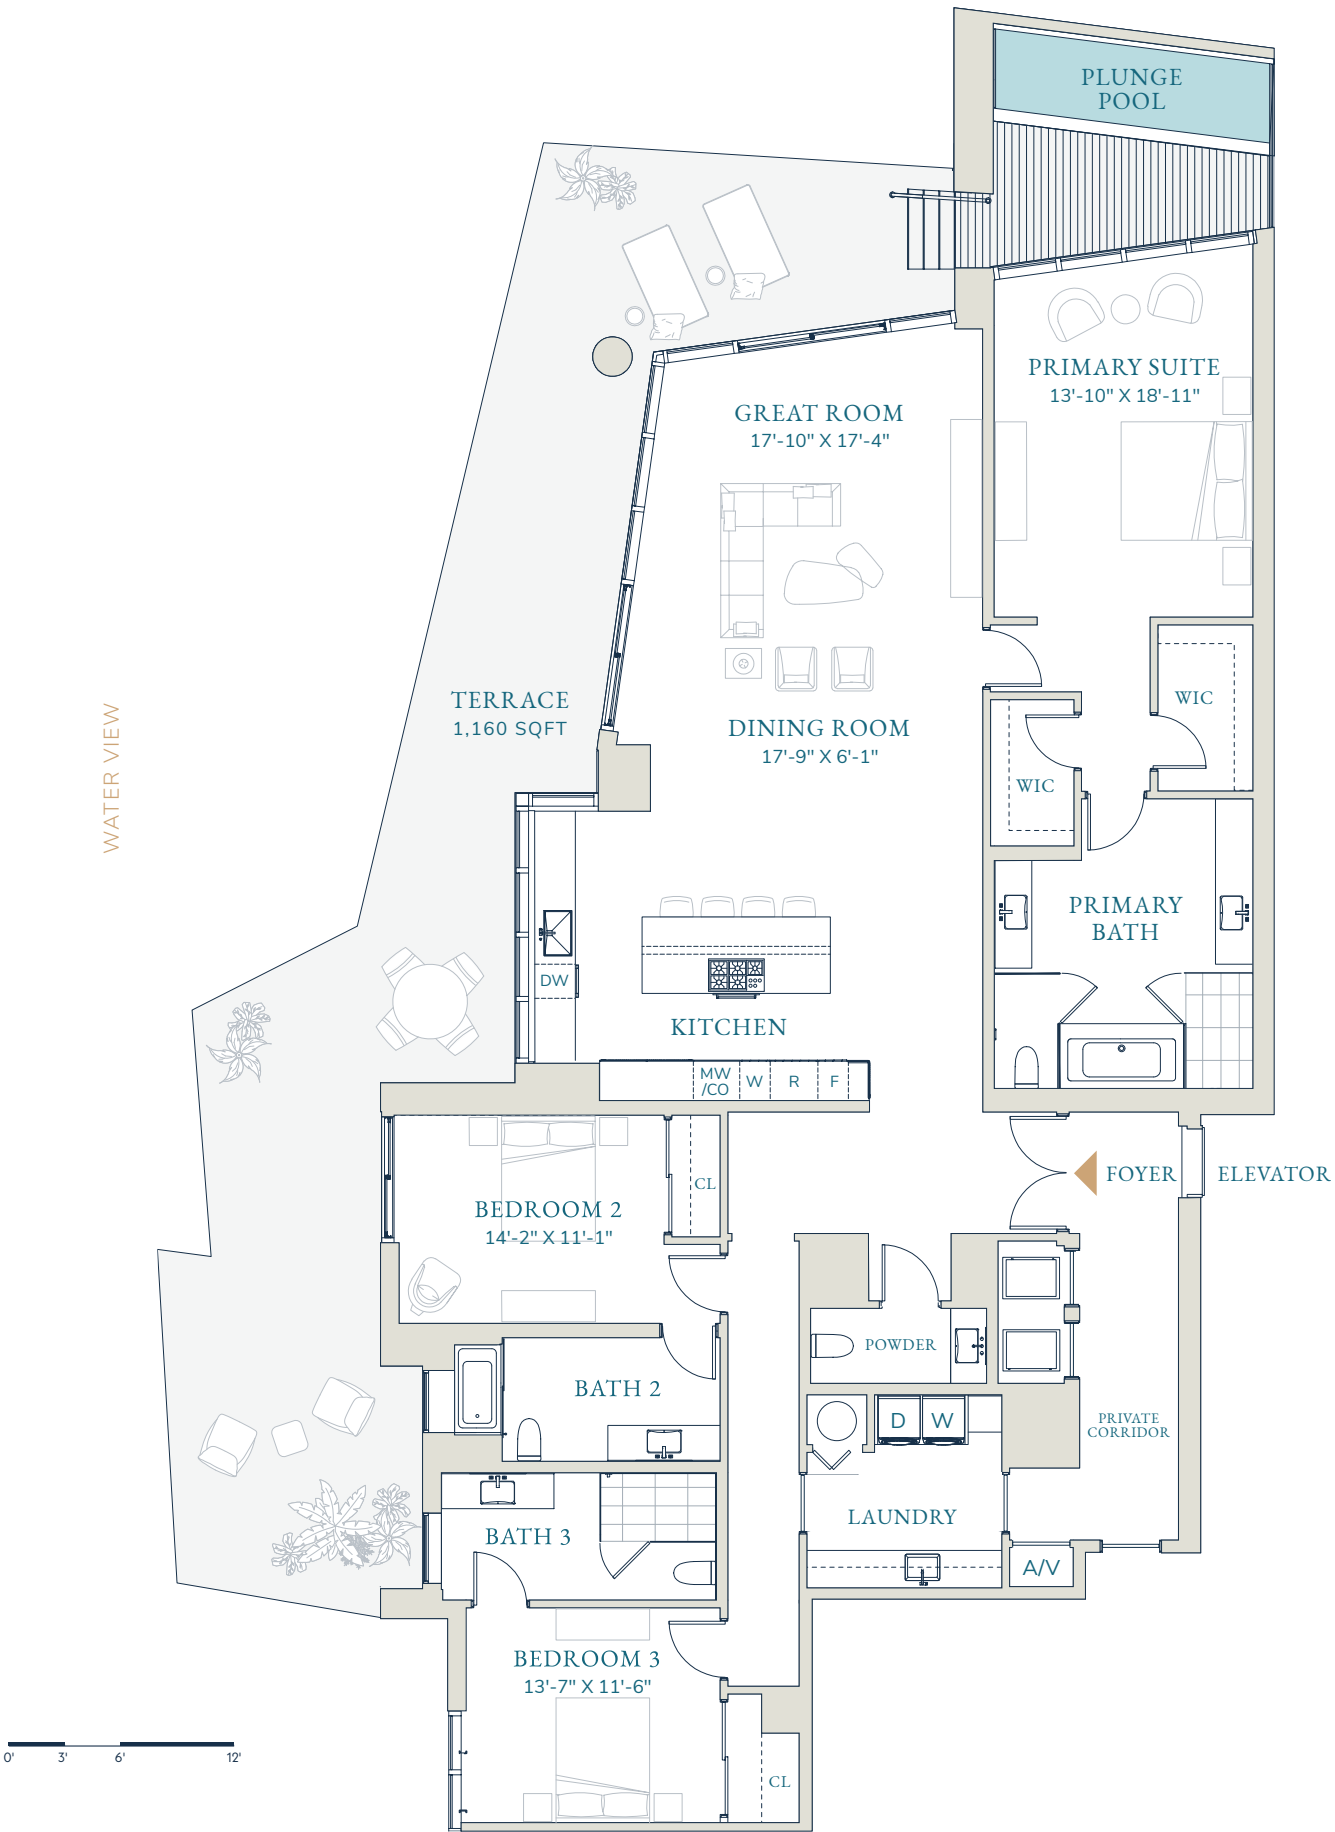 PLUNGE
POOL
PRIMARY SUITE
13'-10" X 18'-11"
GREAT ROOM
17'-10" X 17'-4"
TERRACE
1,160 SQFT
WATER VIEW
DINING ROOM
17'-9" X 6'-1"
WIC
WIC
PRIMARY
BATH
DW
KITCHEN
MW
/CO
W
R
F
CL
FOYER
ELEVATOR
BEDROOM 2
14'-2" X 11'-1"
POWDER
BATH 2
D
W
PRIVATE
CORRIDOR
LAUNDRY
BATH 3
A/V
BEDROOM 3
13'-7" X 11'-6"
CL
0'
3'
6'
12'